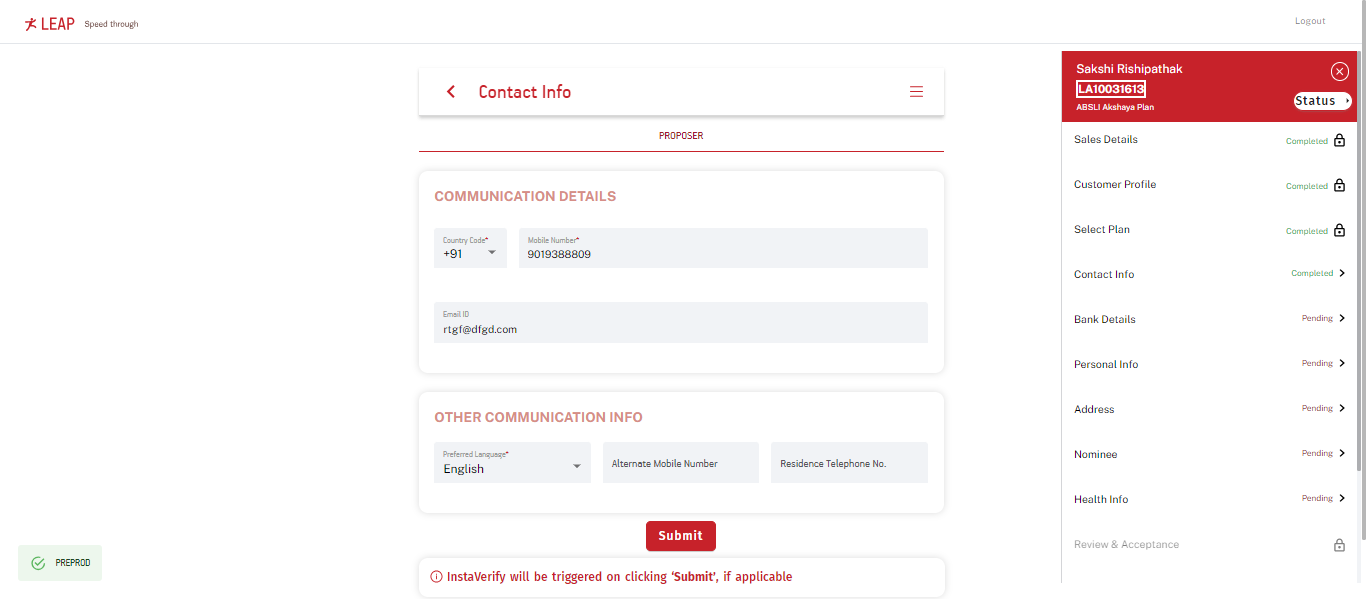 LEAP Speed through
Logout
Contact Info
PROPOSER
COMMUNICATION DETAILS
Country Code*
+91
Mobile Number*
9019388809
Email ID
rtgf@dfgd.com
OTHER COMMUNICATION INFO
Preferred Language*
English
Alternate Mobile Number
Residence Telephone No.
Submit
InstaVerify will be triggered on clicking 'Submit', if applicable
PREPROD
Sakshi Rishipathak
LA10031613
ABSLI Akshaya Plan
Status
Sales Details Completed
Customer Profile Completed
Select Plan Completed
Contact Info Completed
Bank Details Pending
Personal Info Pending
Address Pending
Nominee Pending
Health Info Pending
Review & Acceptance